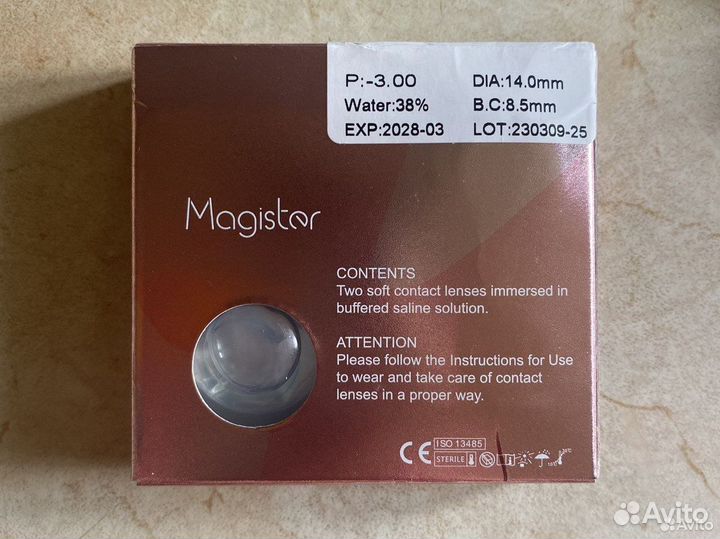 P:-3.00 DIA:14.0mm
Water:38% B.C:8.5mm
EXP:2028-03 LOT:230309-25
Magister
CONTENTS
Two soft contact lenses immersed in
buffered saline solution.
ATTENTION
Please follow the Instructions for Use
to wear and take care of contact
lenses in a proper way.
CE ISO 13485
STERILE
Avito
Magister